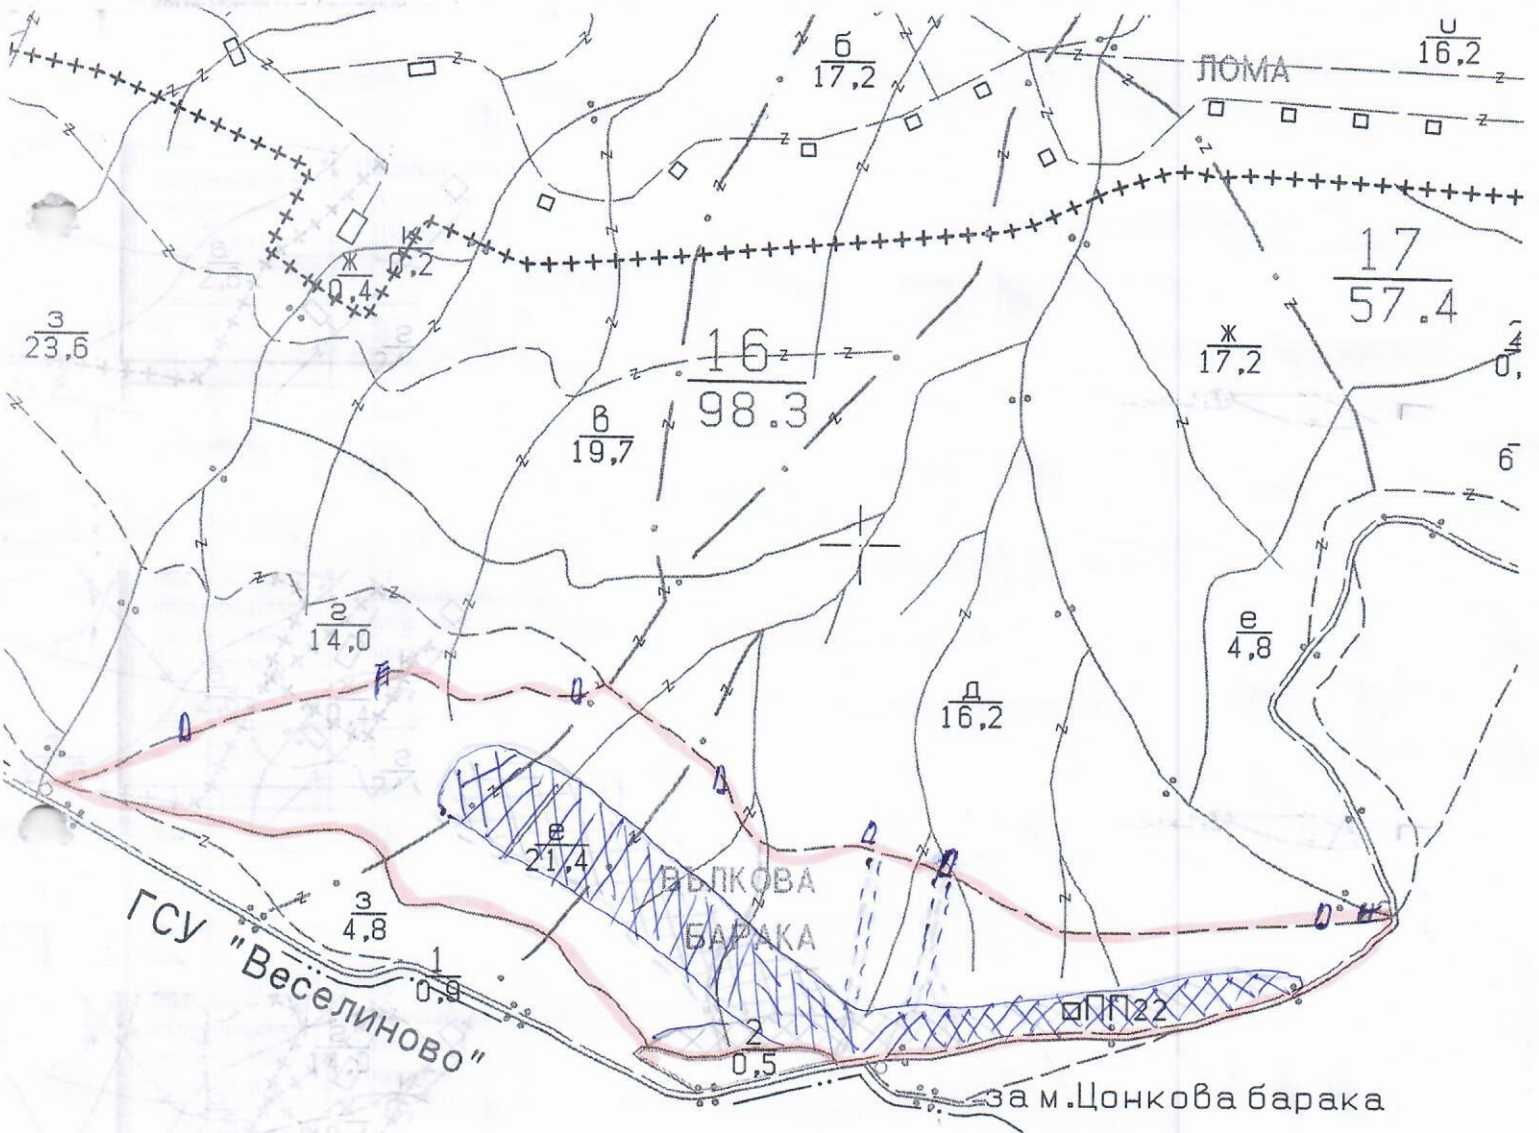 б
17,2
и
16,2
ЛОМА
к
0,2
ж
0,4
17
57.4
з
23,6
16
98.3
ж
17,2
в
19,7
г
14,0
е
4,8
д
16,2
е
21,4
ВЪЛКОВА
БАРАКА
з
4,8
1
0,9
ГСУ "Веселиново"
ПП22
2
0,5
за м.Цонкова барака